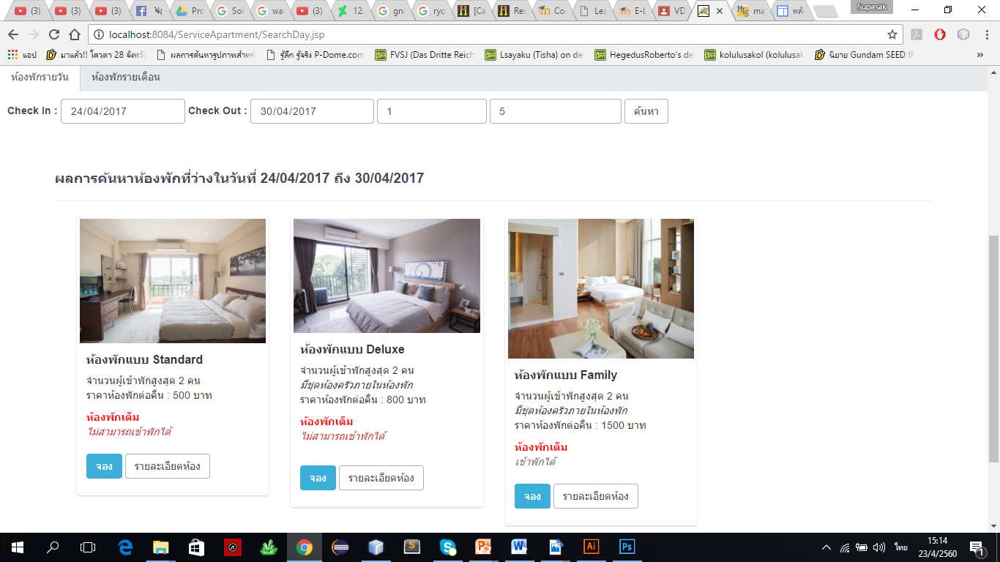 (3) (3) (3) Pro Sol wa (3) 12. gno ryo [Ca Rec Cou Lea E-L VD ma หลัก
Supasak
localhost:8084/ServiceApartment/SearchDay.jsp
แอป มาแล้ว!! โควตา 28 จังหวั ผลการค้นหารูปภาพสำหรั รู้ลึก รู้จริง P-Dome.com FVSJ (Das Dritte Reich Lsayaku (Tisha) on de HegedusRoberto's de kolulusakol (kolulusak นิยาย Gundam SEED IF »
ห้องพักรายวัน ห้องพักรายเดือน
Check In : 24/04/2017 Check Out : 30/04/2017 1 5 ค้นหา
ผลการค้นหาห้องพักที่ว่างในวันที่ 24/04/2017 ถึง 30/04/2017
ห้องพักแบบ Standard
จำนวนผู้เข้าพักสูงสุด 2 คน
ราคาห้องพักต่อคืน : 500 บาท
ห้องพักเต็ม
ไม่สามารถเข้าพักได้
จอง รายละเอียดห้อง
ห้องพักแบบ Deluxe
จำนวนผู้เข้าพักสูงสุด 2 คน
มีชุดห้องครัวภายในห้องพัก
ราคาห้องพักต่อคืน : 800 บาท
ห้องพักเต็ม
ไม่สามารถเข้าพักได้
จอง รายละเอียดห้อง
ห้องพักแบบ Family
จำนวนผู้เข้าพักสูงสุด 2 คน
มีชุดห้องครัวภายในห้องพัก
ราคาห้องพักต่อคืน : 1500 บาท
ห้องพักเต็ม
เข้าพักได้
จอง รายละเอียดห้อง
ไทย
15:14
23/4/2560
1